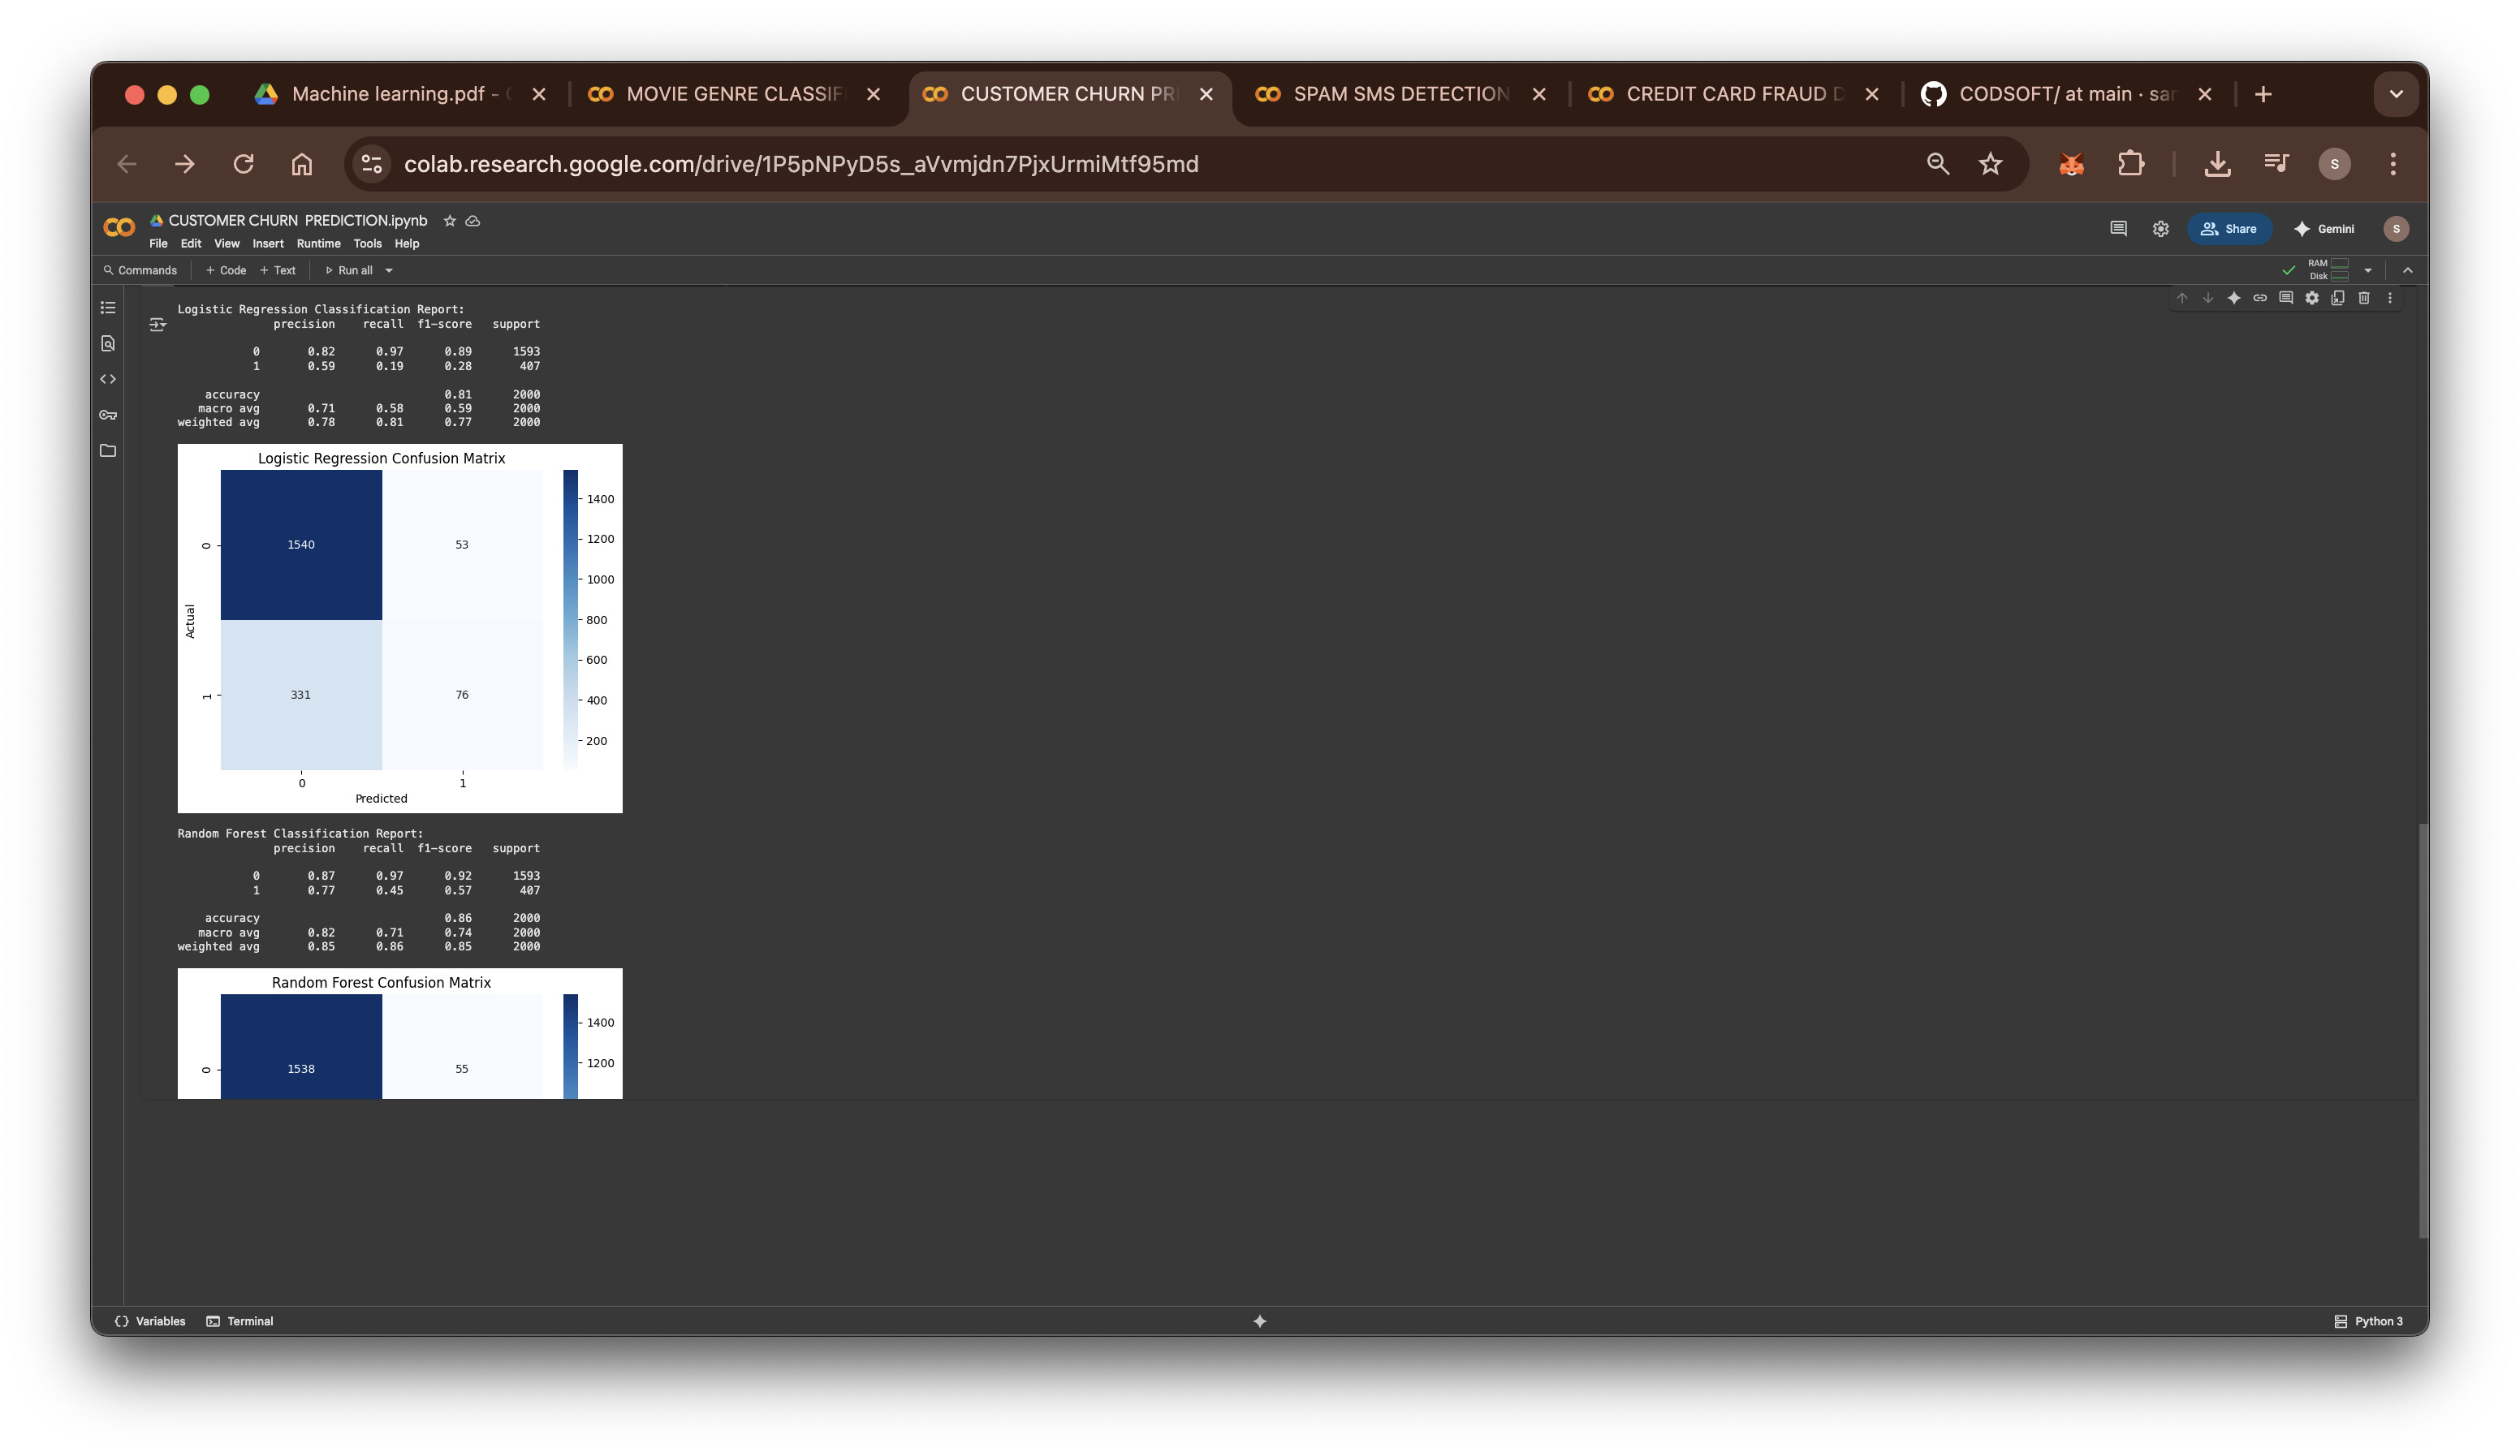 Machine learning.pdf -
MOVIE GENRE CLASSIF
CUSTOMER CHURN PR
SPAM SMS DETECTION
CREDIT CARD FRAUD D
CODSOFT/ at main · sar
colab.research.google.com/drive/1P5pNPyD5s_aVvmjdn7PjxUrmiMtf95md
S
CUSTOMER CHURN PREDICTION.ipynb
File Edit View Insert Runtime Tools Help
Share
Gemini
S
Commands + Code + Text Run all
RAM
Disk
Logistic Regression Classification Report:
precision recall f1-score support
0 0.82 0.97 0.89 1593
1 0.59 0.19 0.28 407
accuracy 0.81 2000
macro avg 0.71 0.58 0.59 2000
weighted avg 0.78 0.81 0.77 2000
Logistic Regression Confusion Matrix
1400
1200
1000
800
600
400
200
0
1540 53
Actual
1
331 76
0 1
Predicted
Random Forest Classification Report:
precision recall f1-score support
0 0.87 0.97 0.92 1593
1 0.77 0.45 0.57 407
accuracy 0.86 2000
macro avg 0.82 0.71 0.74 2000
weighted avg 0.85 0.86 0.85 2000
Random Forest Confusion Matrix
1400
1200
0
1538 55
Variables Terminal
Python 3